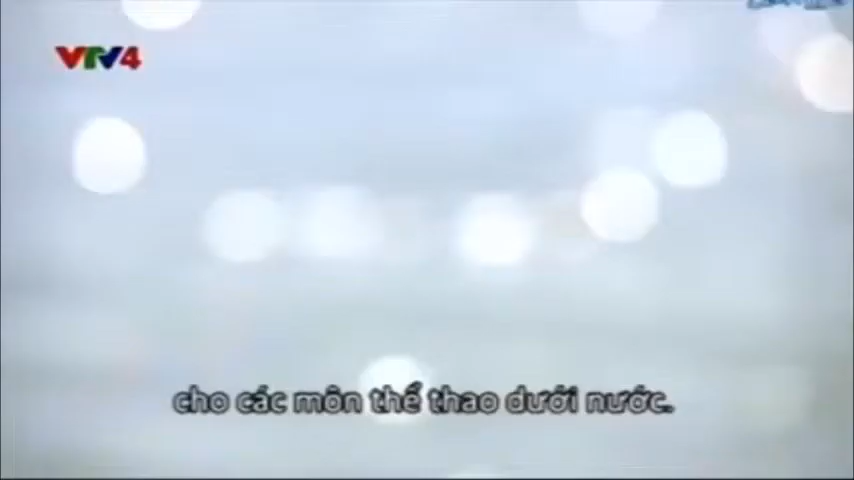 VTV4
cho các môn thể thao dưới nước.